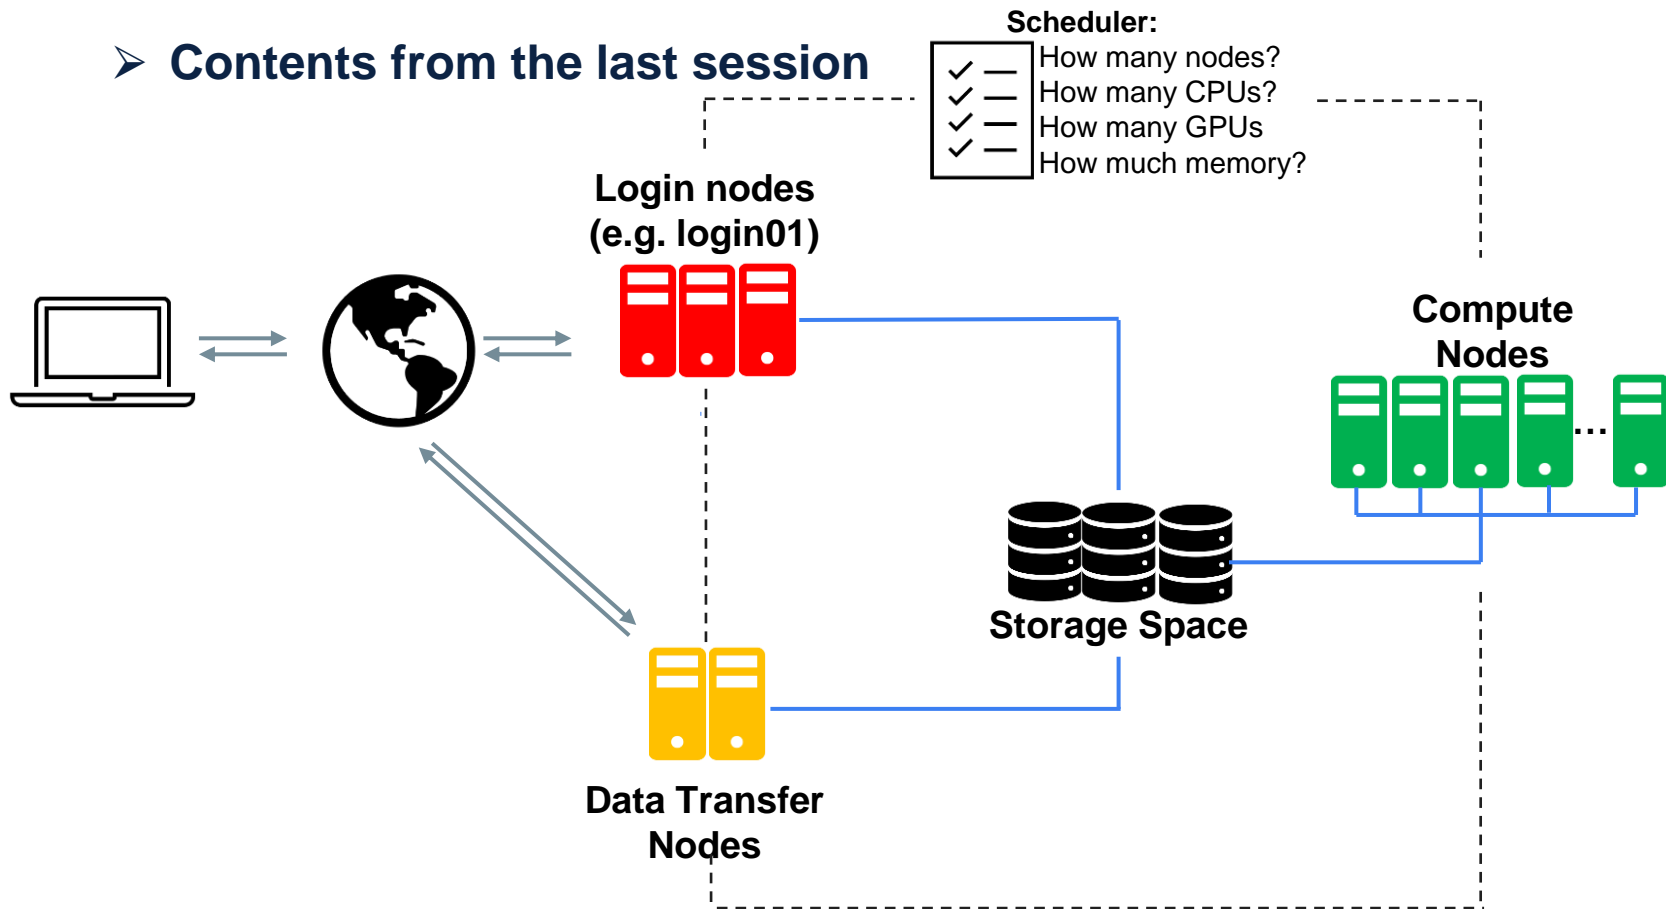 ➢ Contents from the last session
Scheduler:
How many nodes?
How many CPUs?
How many GPUs
How much memory?
Login nodes
(e.g. login01)
Compute
Nodes
...
Storage Space
Data Transfer
Nodes